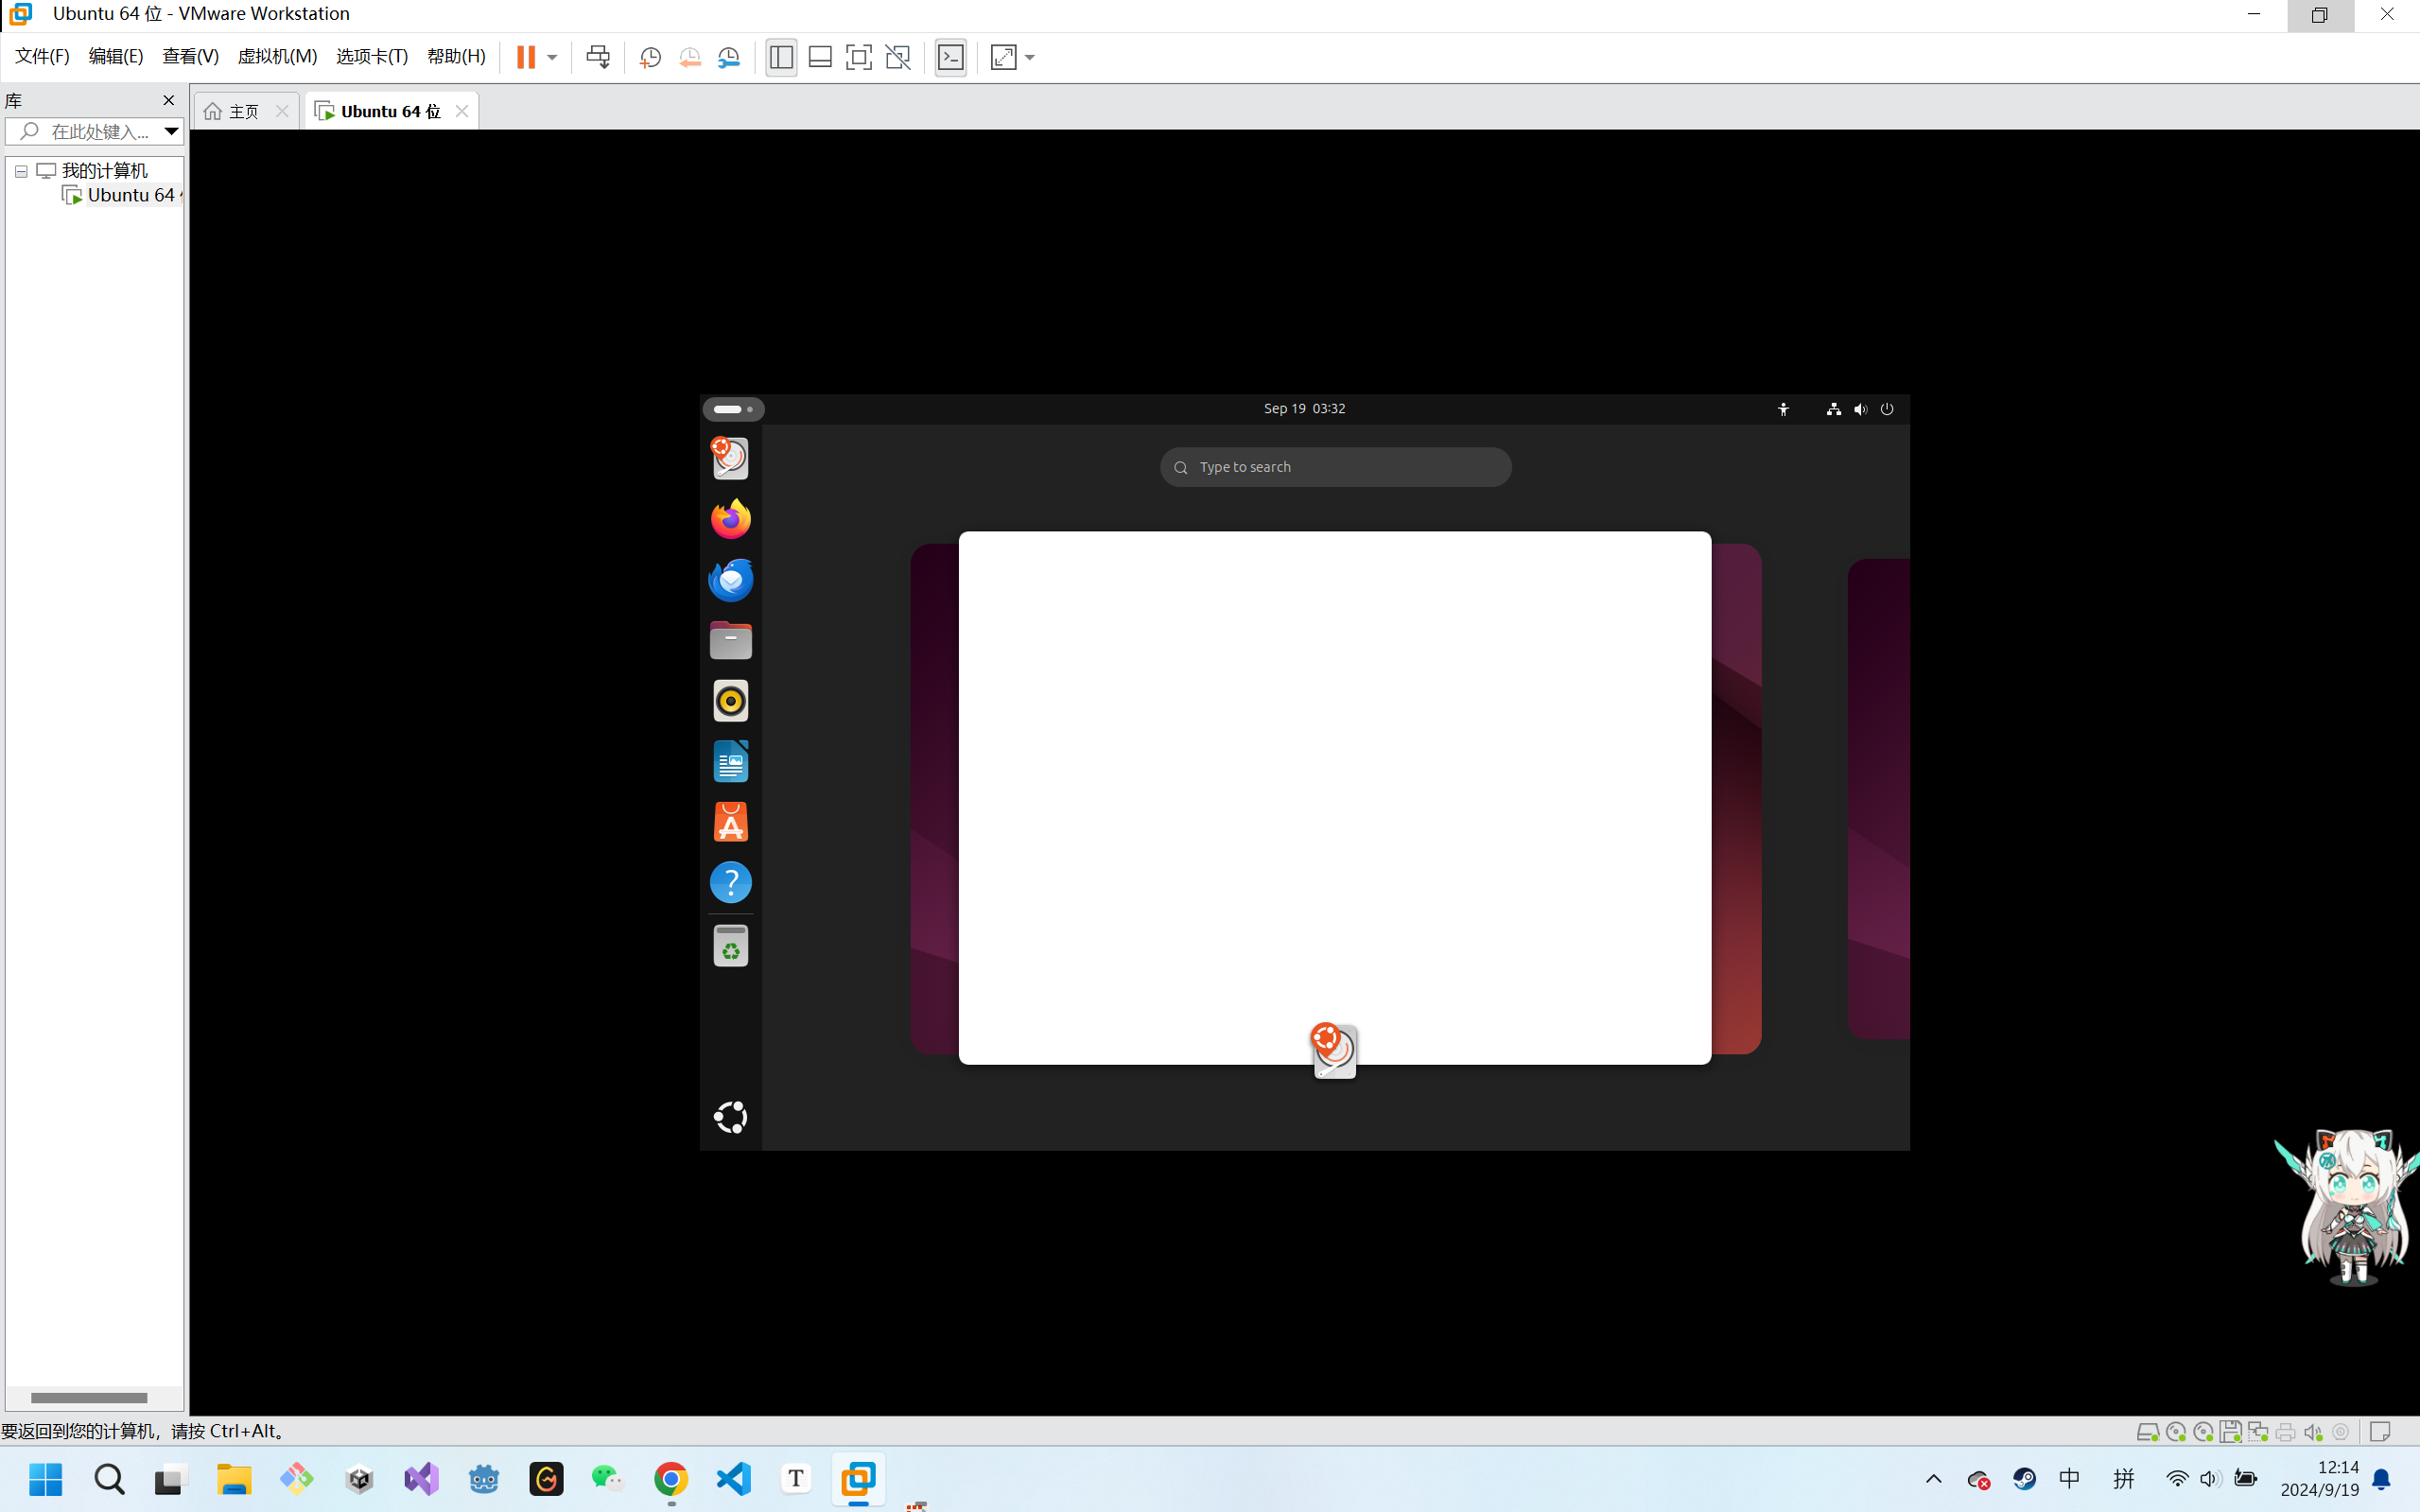 Ubuntu 64 位 - VMware Workstation
文件(F) 编辑(E) 查看(V) 虚拟机(M) 选项卡(T) 帮助(H)
库
主页
Ubuntu 64 位
在此处键入...
我的计算机
Ubuntu 64
Sep 19 03:32
Type to search
要返回到您的计算机，请按 Ctrl+Alt。
中
拼
12:14
2024/9/19